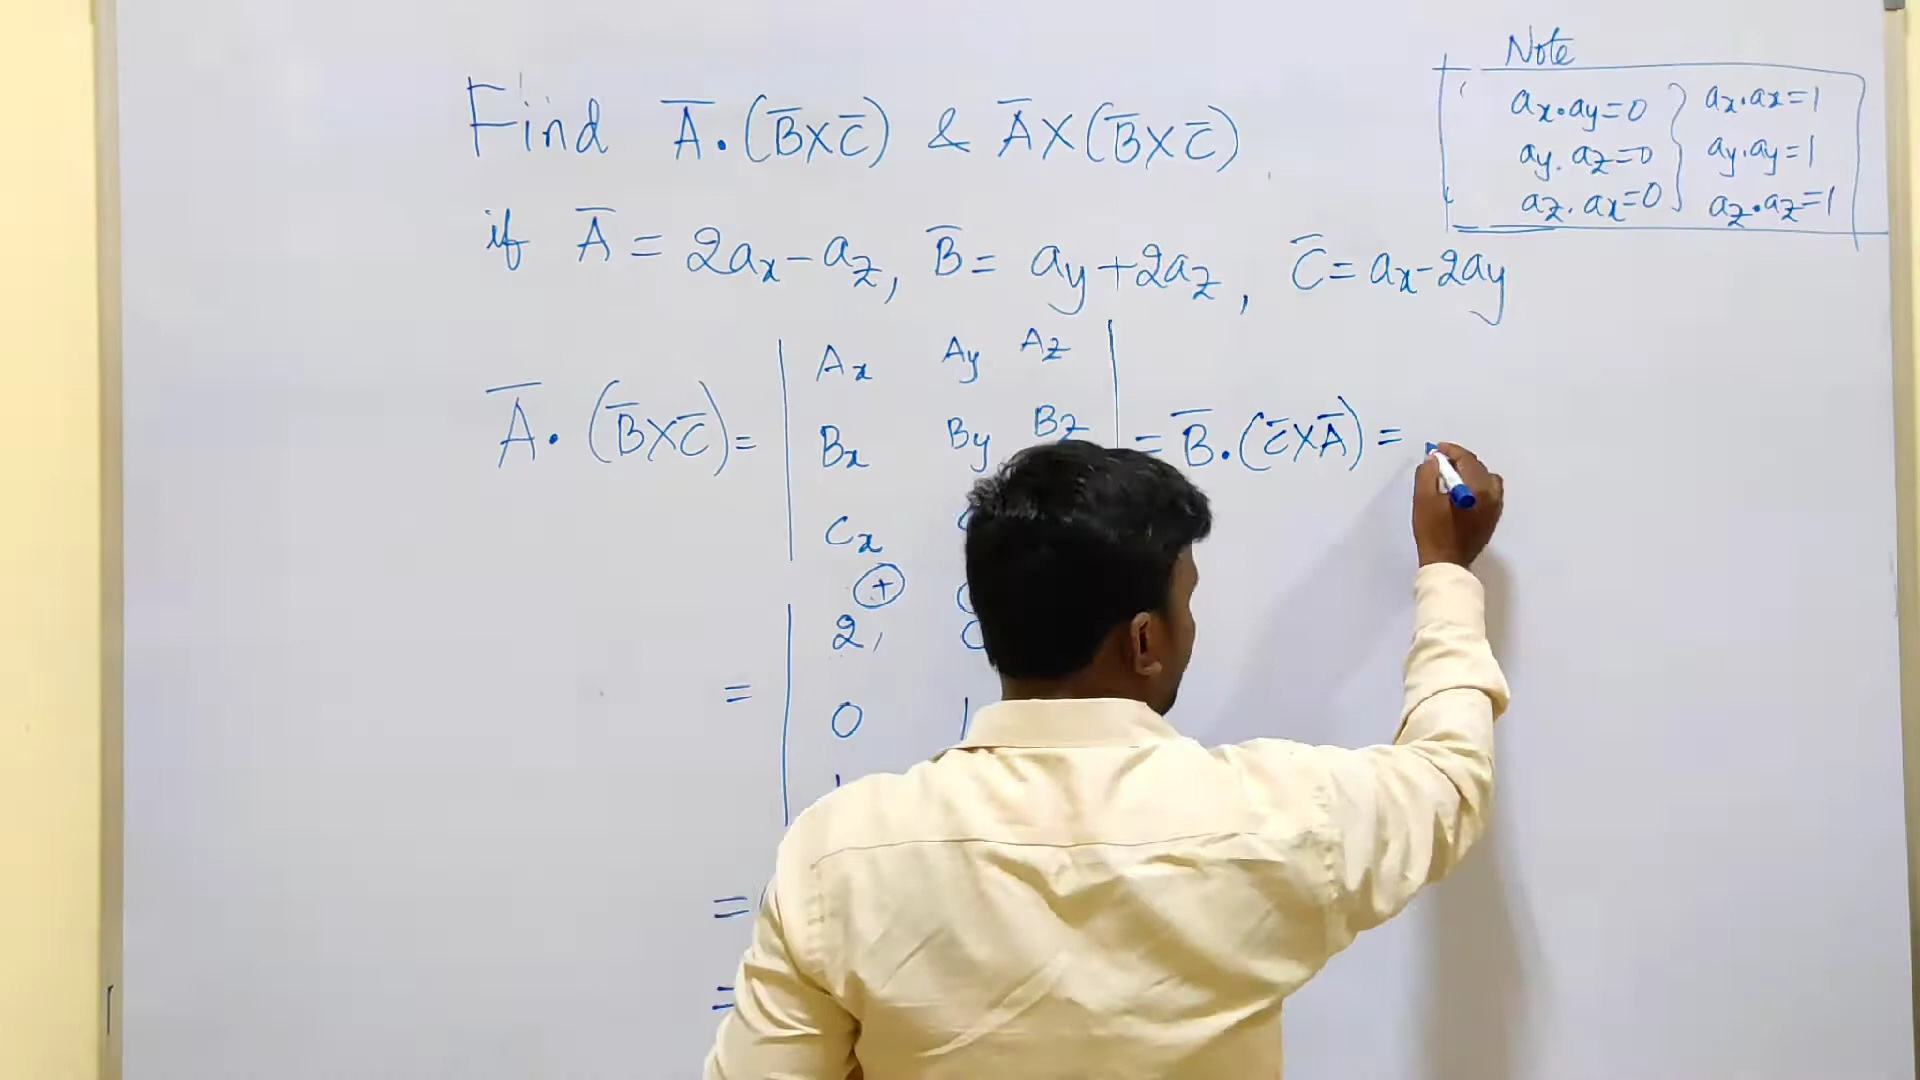 Note
ax·ay=0 } ax·ax=1
ay·az=0 } ay·ay=1
az·ax=0 } az·az=1
Find A̅·(B̅×C̅) & A̅×(B̅×C̅)
if A̅ = 2ax-az, B̅ = ay+2az, C̅ = ax-2ay
Ax Ay Az
A̅·(B̅×C̅) = Bx By Bz = B̅·(C̅×A̅) =
Cx
+
2,
= 0 1
=
=